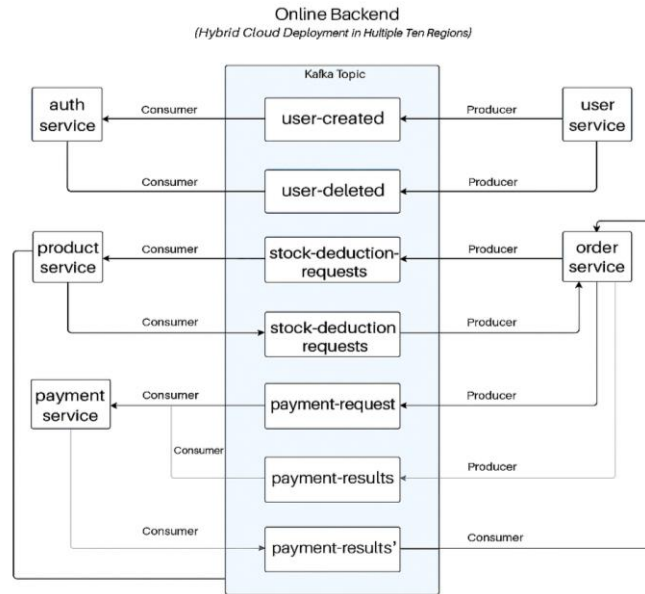 Online Backend
(Hybrid Cloud Deployment in Hultiple Ten Regions)
Kafka Topic
auth
service
Consumer
user-created
Producer
user
service
Consumer
user-deleted
Producer
product
service
Consumer
stock-deduction-
requests
Producer
order
service
Consumer
stock-deduction
requests
Producer
payment
service
Consumer
payment-request
Producer
Consumer
payment-results
Producer
Consumer
payment-results'
Consumer